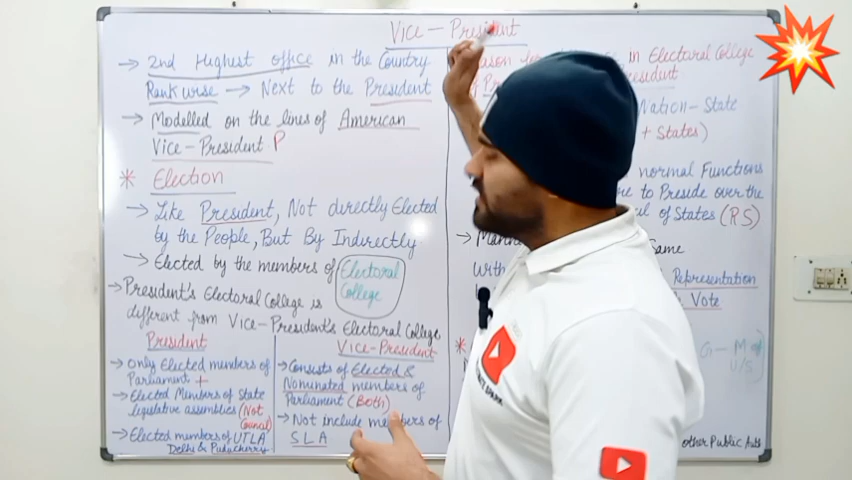 Vice - President
→ 2nd Highest office in the Country
Rank wise → Next to the President
→ Modelled on the lines of American
Vice - President P
* Election
→ Like President, Not directly Elected
by the People, But By Indirectly
→ Elected by the members of Electoral College
→ President's Electoral College is
different from Vice-President's Electoral College
President
→ Only Elected members of
Parliament +
→ Elected Members of State
legislative assemblies (Not
→ Elected members of UTLA
Delhi & Puducherry
Vice-President
→ Consists of Elected &
Nominated members of
Parliament (Both)
→ Not include members of
SLA
in Electoral College
Nation - State
+ States)
normal Functions
to Preside over the
of States (RS)
Same
Representation
Vote
G - M
U/S
other Public Auth